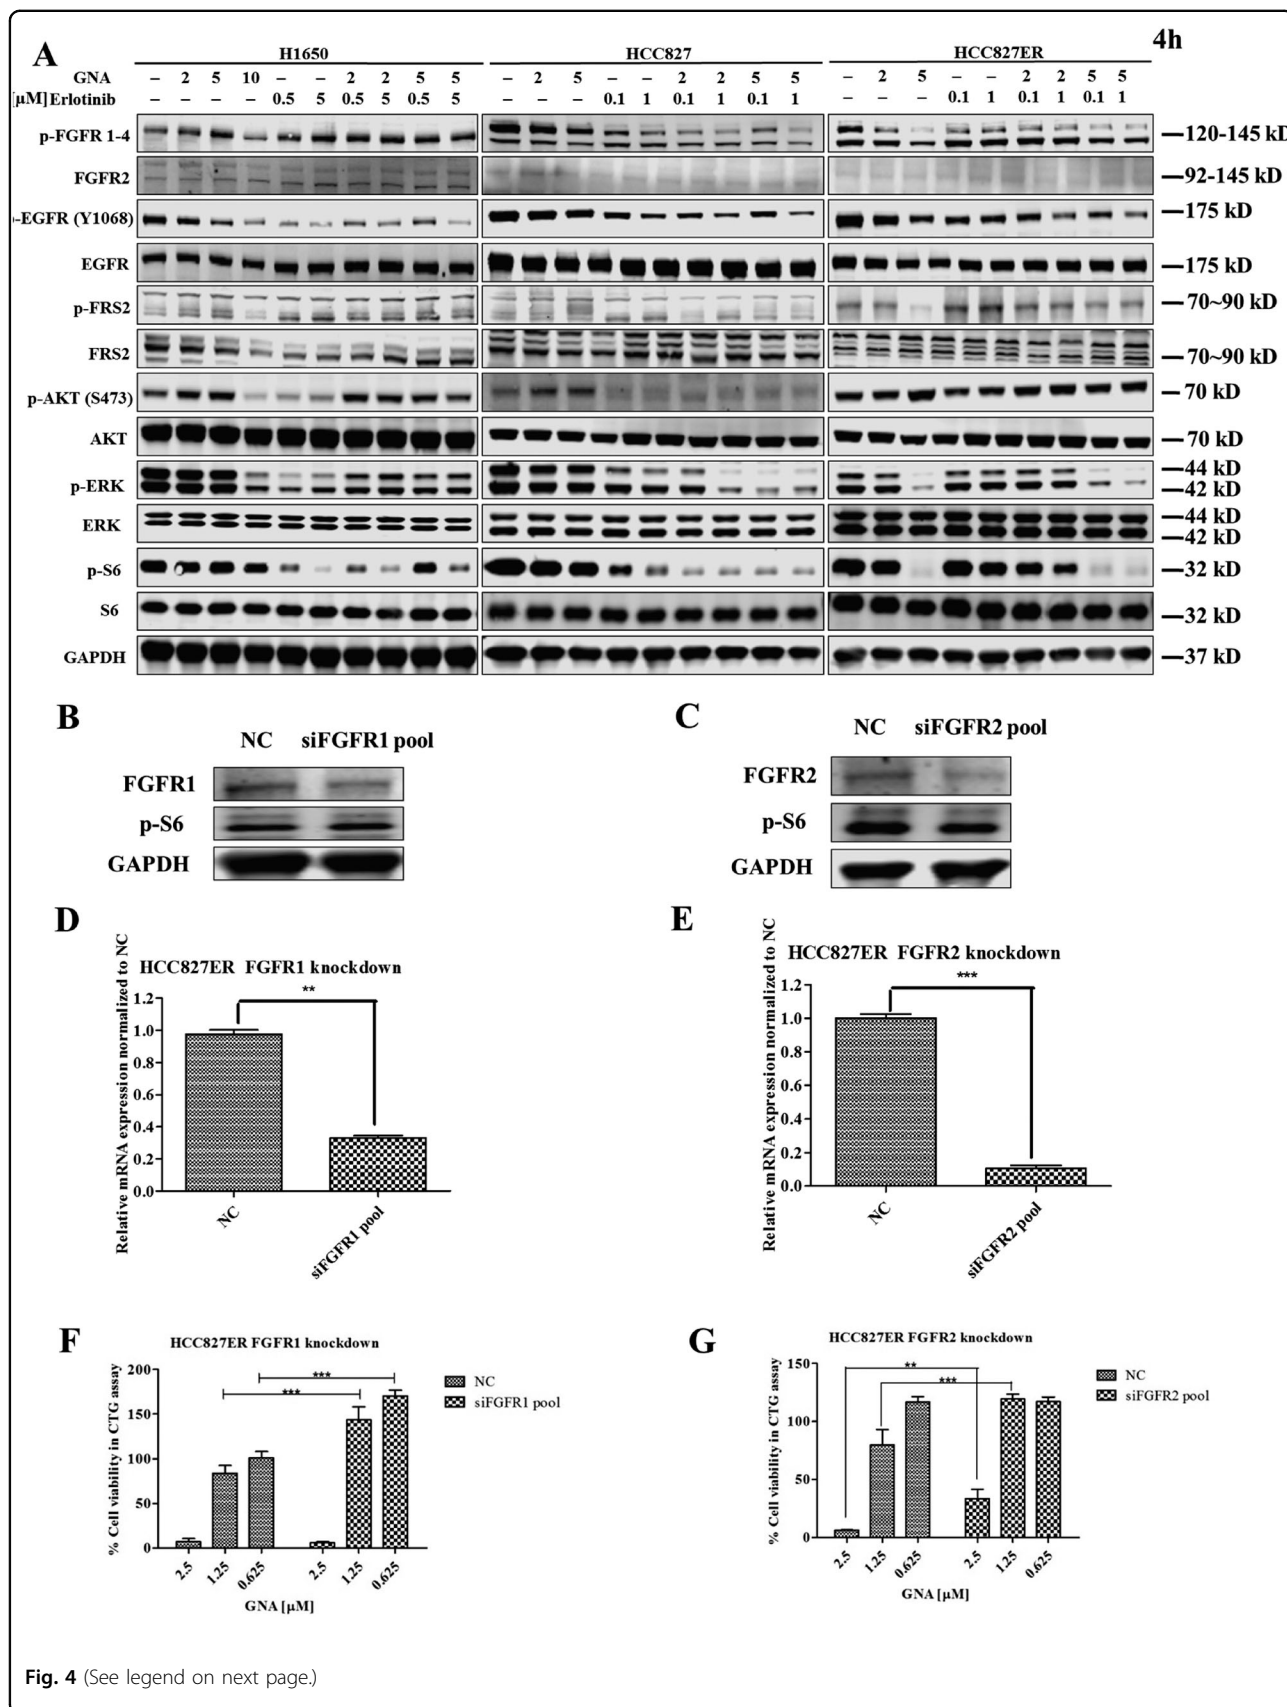 A
H1650
HCC827
HCC827ER
4h
GNA – 2 5 10 – – 2 2 5 5 – 2 5 – – 2 2 5 5 – 2 5 – – 2 2 5 5
[μM] Erlotinib – – – – 0.5 5 0.5 5 0.5 5 – – – 0.1 1 0.1 1 0.1 1 – – – 0.1 1 0.1 1 0.1 1
p-FGFR 1-4 —120-145 kD
FGFR2 —92-145 kD
-EGFR (Y1068) —175 kD
EGFR —175 kD
p-FRS2 —70~90 kD
FRS2 —70~90 kD
p-AKT (S473) —70 kD
AKT —70 kD
p-ERK —44 kD
—42 kD
ERK —44 kD
—42 kD
p-S6 —32 kD
S6 —32 kD
GAPDH —37 kD
B
NC siFGFR1 pool
FGFR1
p-S6
GAPDH
C
NC siFGFR2 pool
FGFR2
p-S6
GAPDH
D
HCC827ER FGFR1 knockdown
Relative mRNA expression normalized to NC
**
1.2
1.0
0.8
0.6
0.4
0.2
0.0
NC
siFGFR1 pool
E
HCC827ER FGFR2 knockdown
Relative mRNA expression normalized to NC
***
1.2
1.0
0.8
0.6
0.4
0.2
0.0
NC
siFGFR2 pool
F
HCC827ER FGFR1 knockdown
% Cell viability in CTG assay
200
150
100
50
0
***
***
NC
siFGFR1 pool
2.5 1.25 0.625 2.5 1.25 0.625
GNA [μM]
G
HCC827ER FGFR2 knockdown
% Cell viability in CTG assay
150
100
50
0
**
***
NC
siFGFR2 pool
2.5 1.25 0.625 2.5 1.25 0.625
GNA [μM]
Fig. 4 (See legend on next page.)